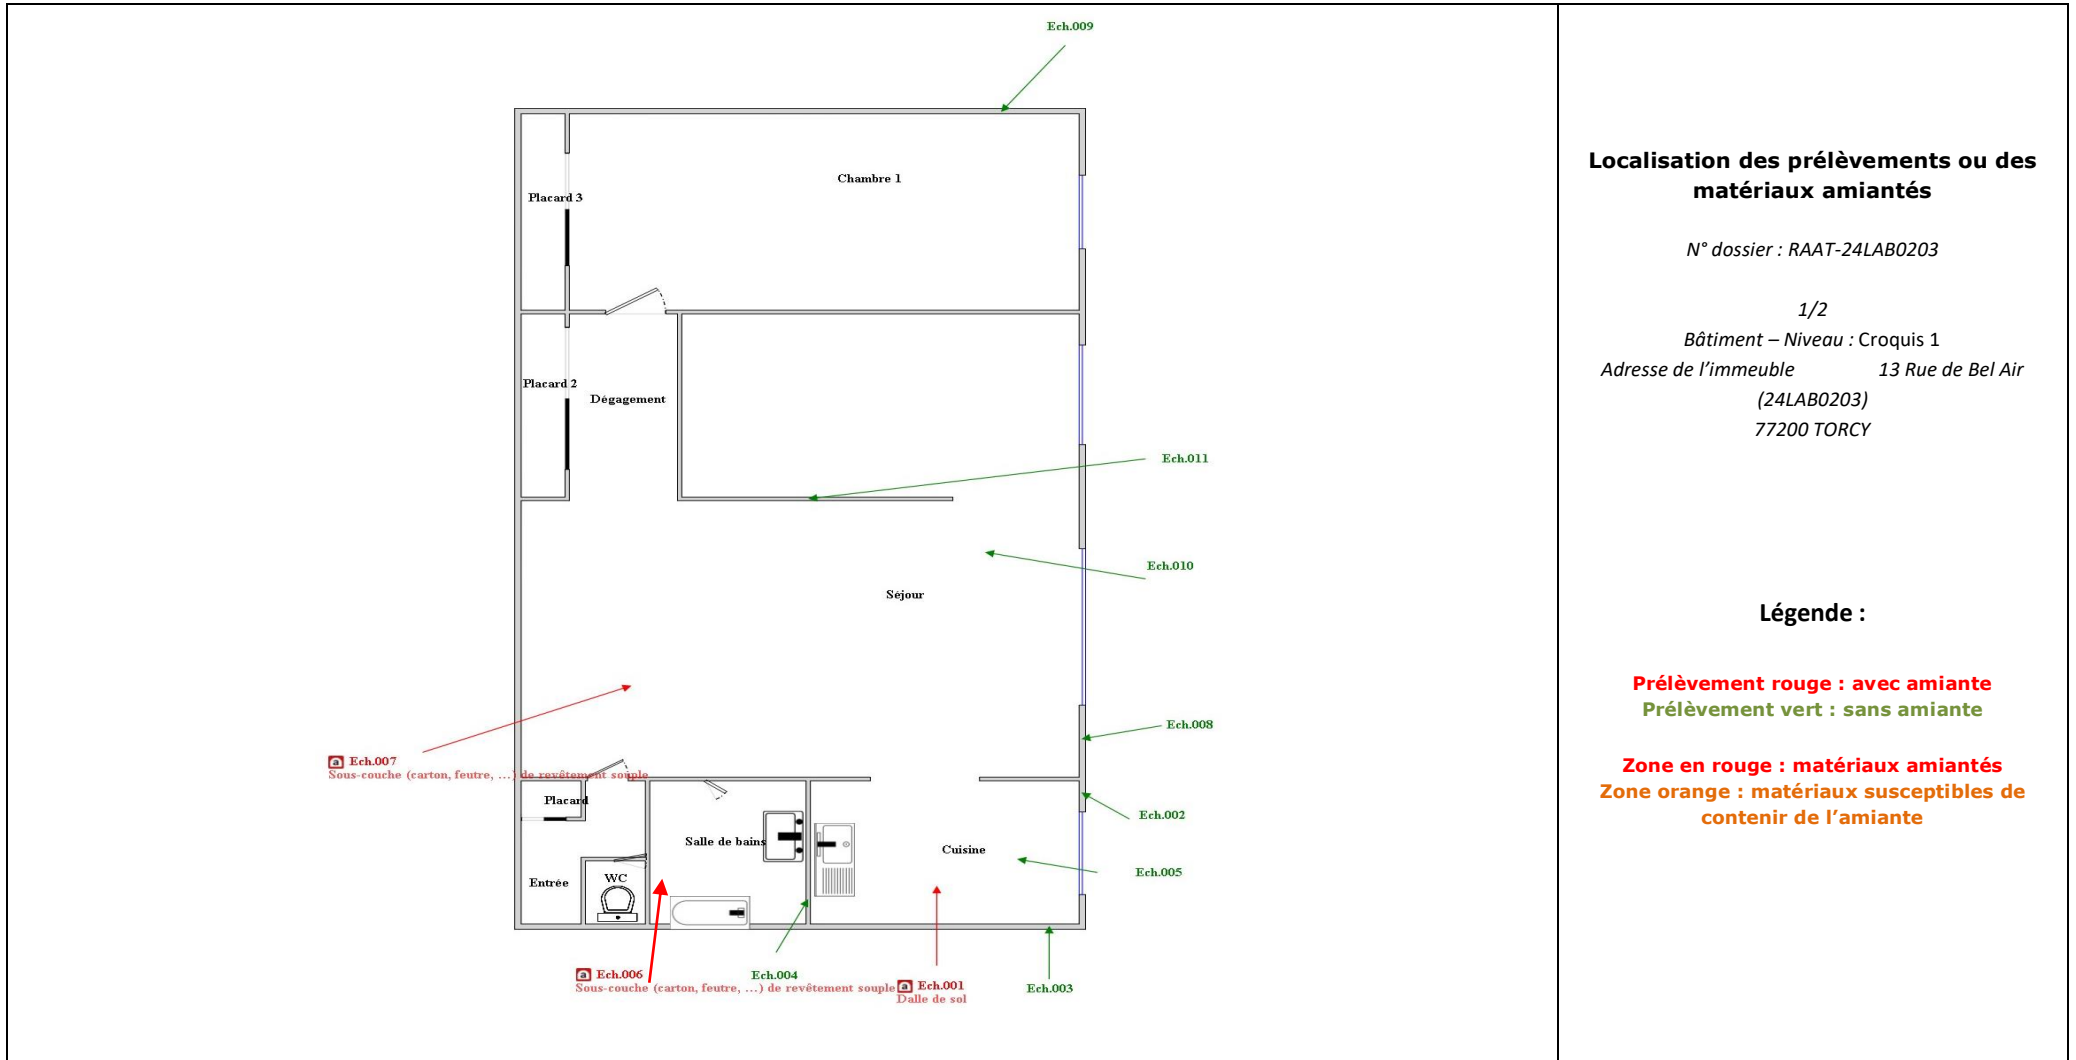 Ech.009
Chambre 1
Placard 3
Placard 2
Dégagement
Ech.011
Ech.010
Séjour
Ech.008
a Ech.007
Sous-couche (carton, feutre, ...) de revêtement souple
Placard
Ech.002
Salle de bains
Cuisine
Ech.005
Entrée
WC
a Ech.006
Sous-couche (carton, feutre, ...) de revêtement souple
Ech.004
a Ech.001
Dalle de sol
Ech.003
Localisation des prélèvements ou des
matériaux amiantés
N° dossier : RAAT-24LAB0203
1/2
Bâtiment – Niveau : Croquis 1
Adresse de l'immeuble 13 Rue de Bel Air
(24LAB0203)
77200 TORCY
Légende :
Prélèvement rouge : avec amiante
Prélèvement vert : sans amiante
Zone en rouge : matériaux amiantés
Zone orange : matériaux susceptibles de
contenir de l'amiante